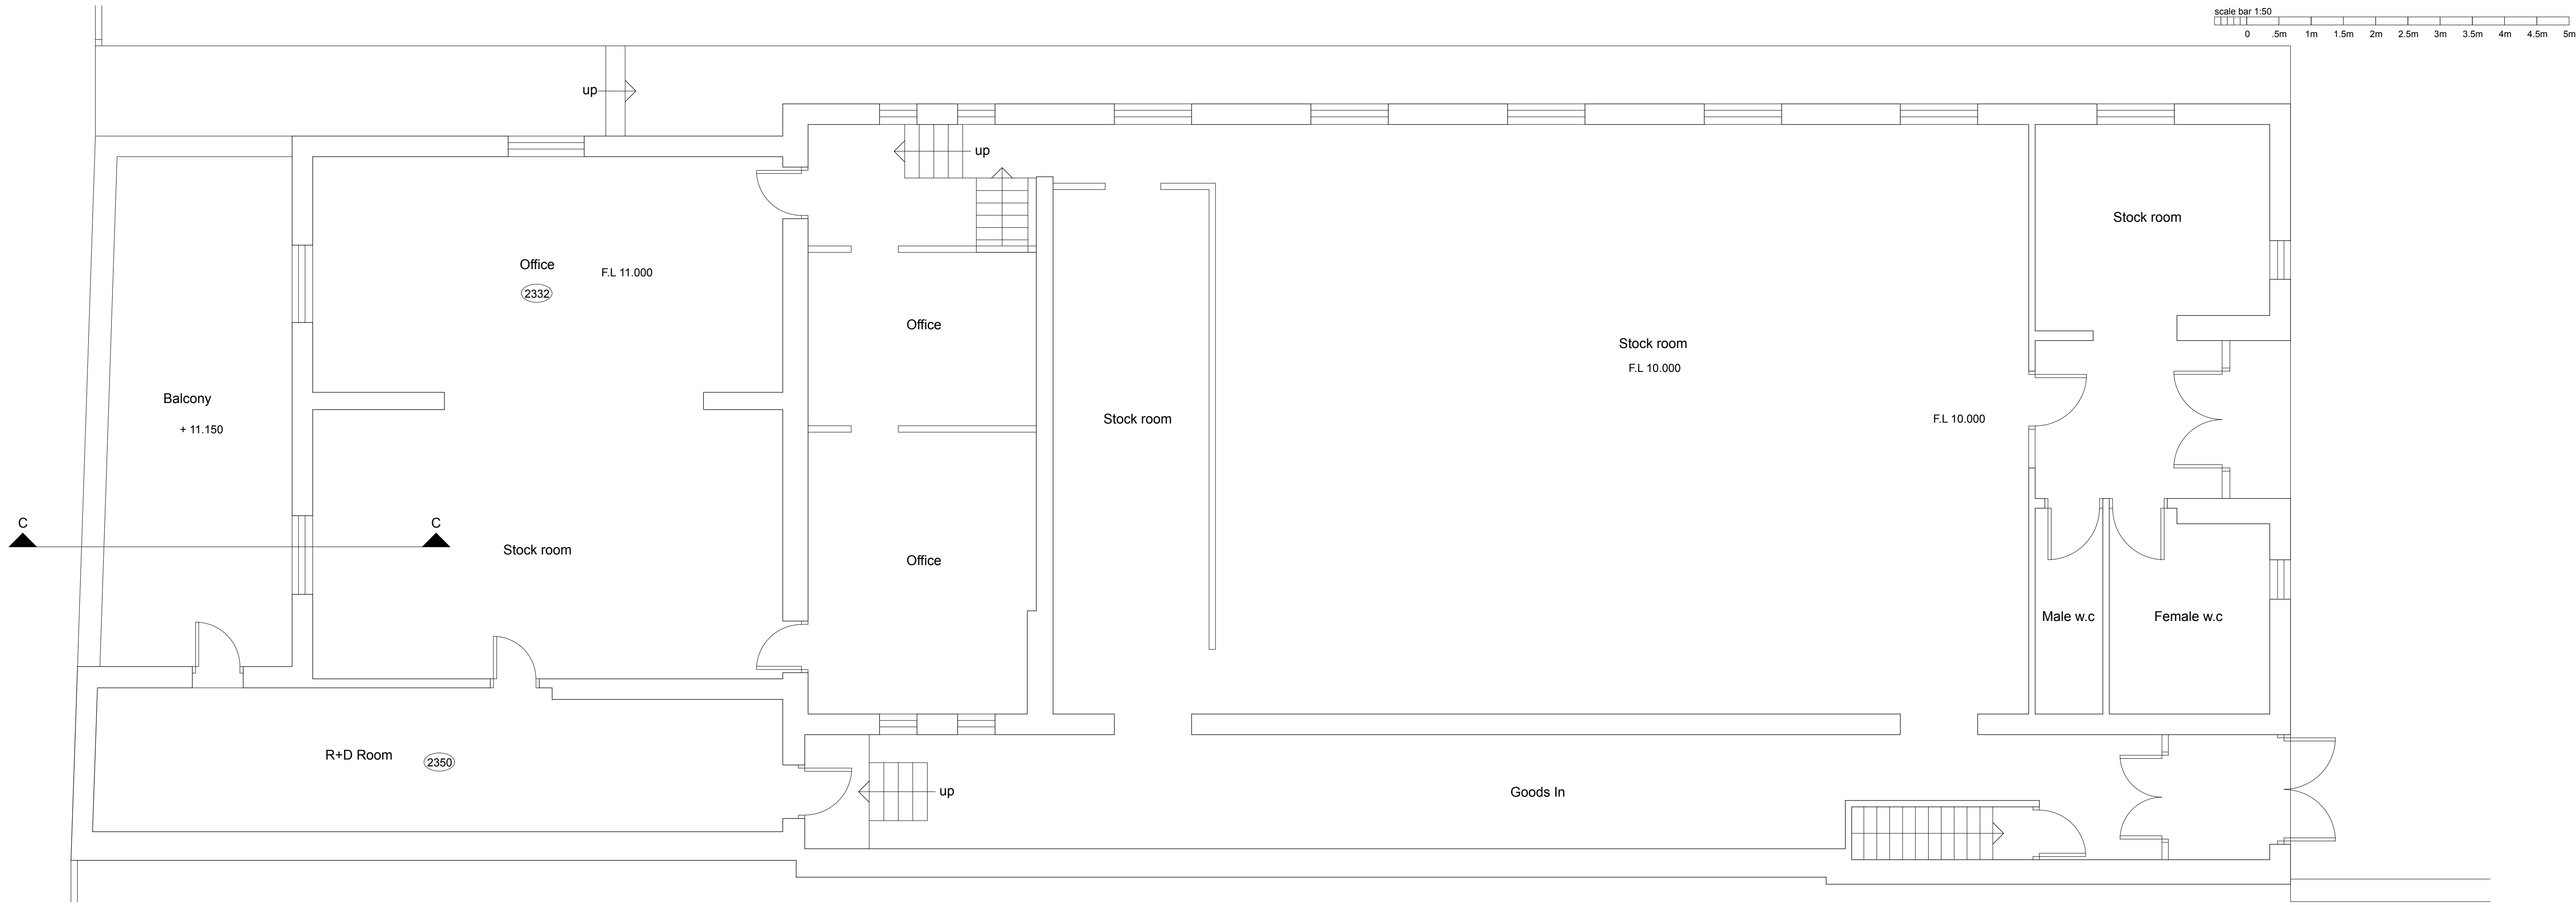 scale bar 1:50
0 .5m 1m 1.5m 2m 2.5m 3m 3.5m 4m 4.5m 5m
up
up
Stock room
Office
F.L 11.000
2332
Office
Stock room
F.L 10.000
Balcony
+ 11.150
Stock room
F.L 10.000
C
C
Stock room
Office
Male w.c
Female w.c
R+D Room
2350
up
Goods In